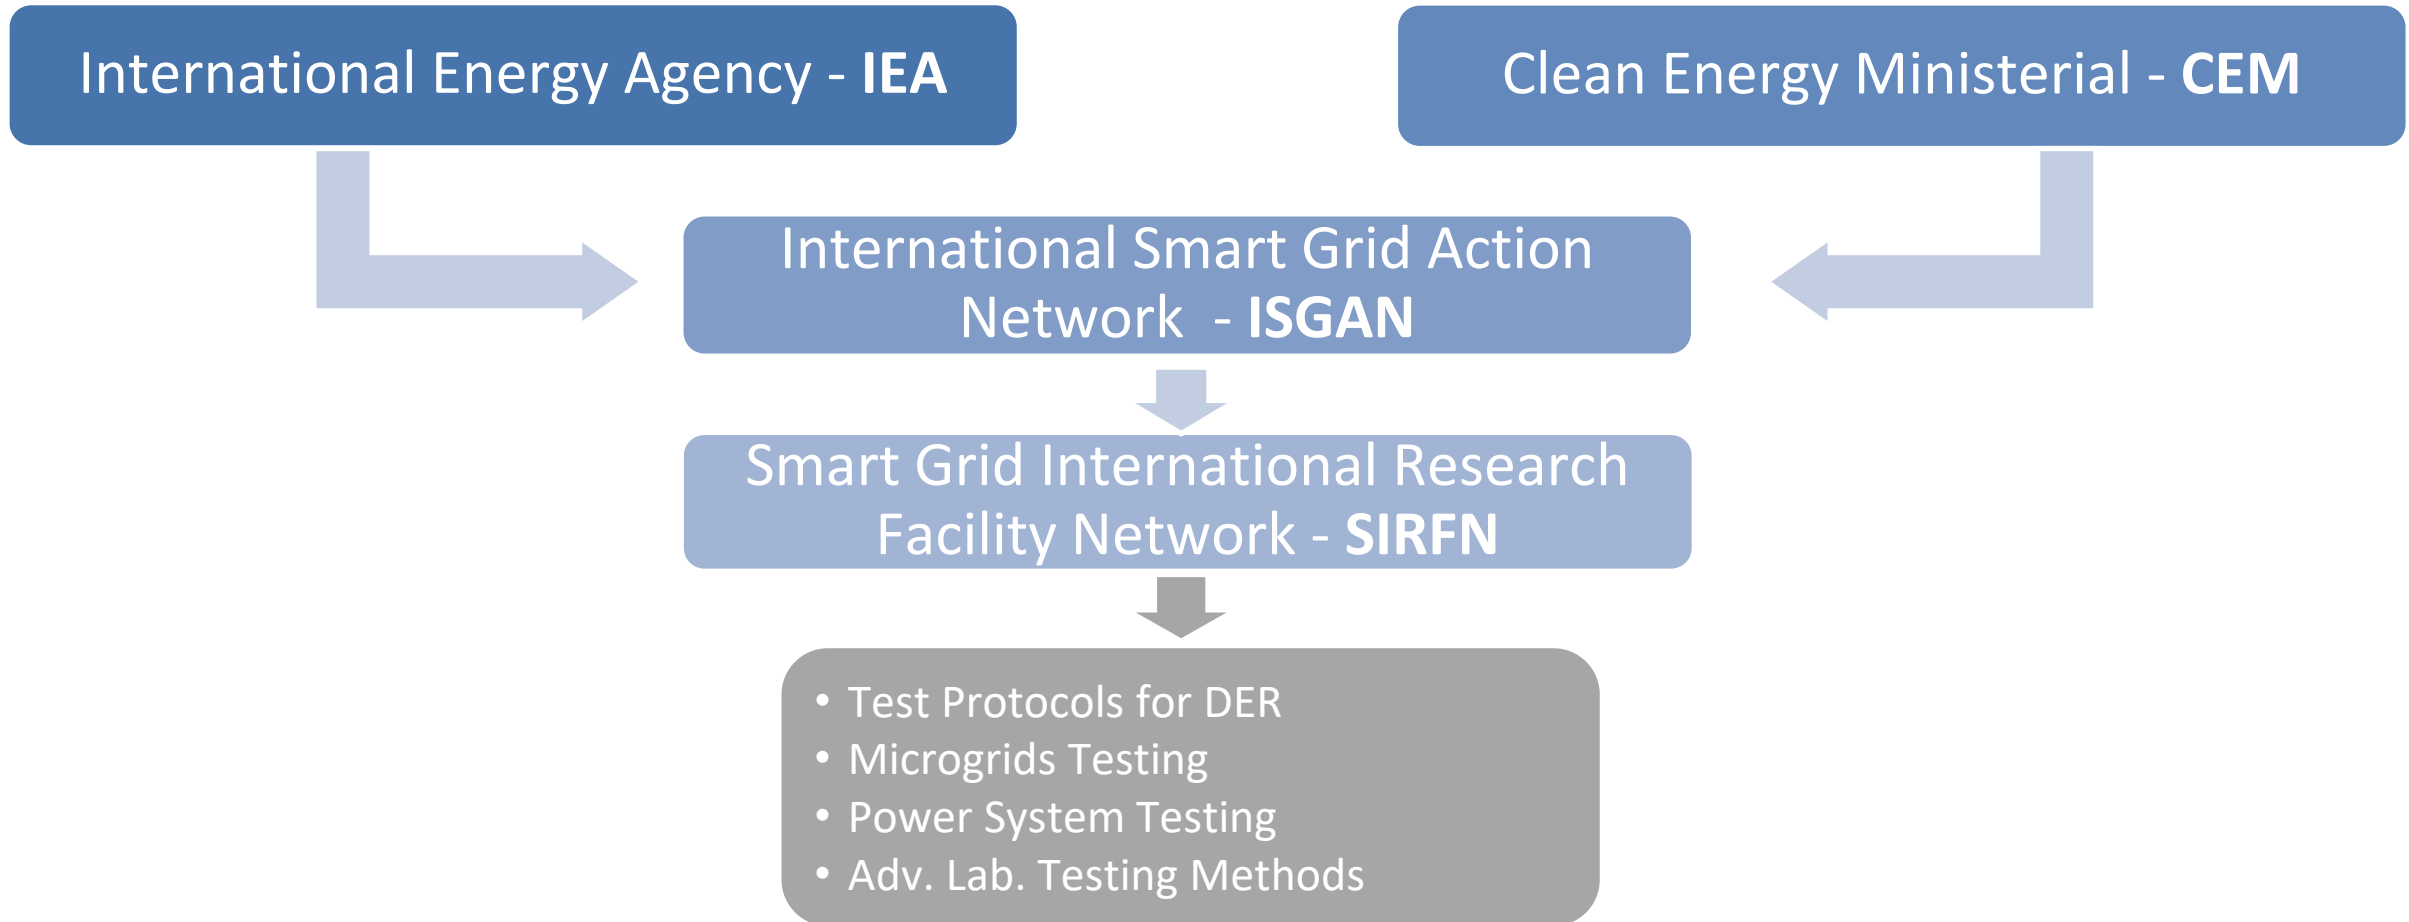 International Energy Agency - IEA
Clean Energy Ministerial - CEM
International Smart Grid Action
Network - ISGAN
Smart Grid International Research
Facility Network - SIRFN
• Test Protocols for DER
• Microgrids Testing
• Power System Testing
• Adv. Lab. Testing Methods